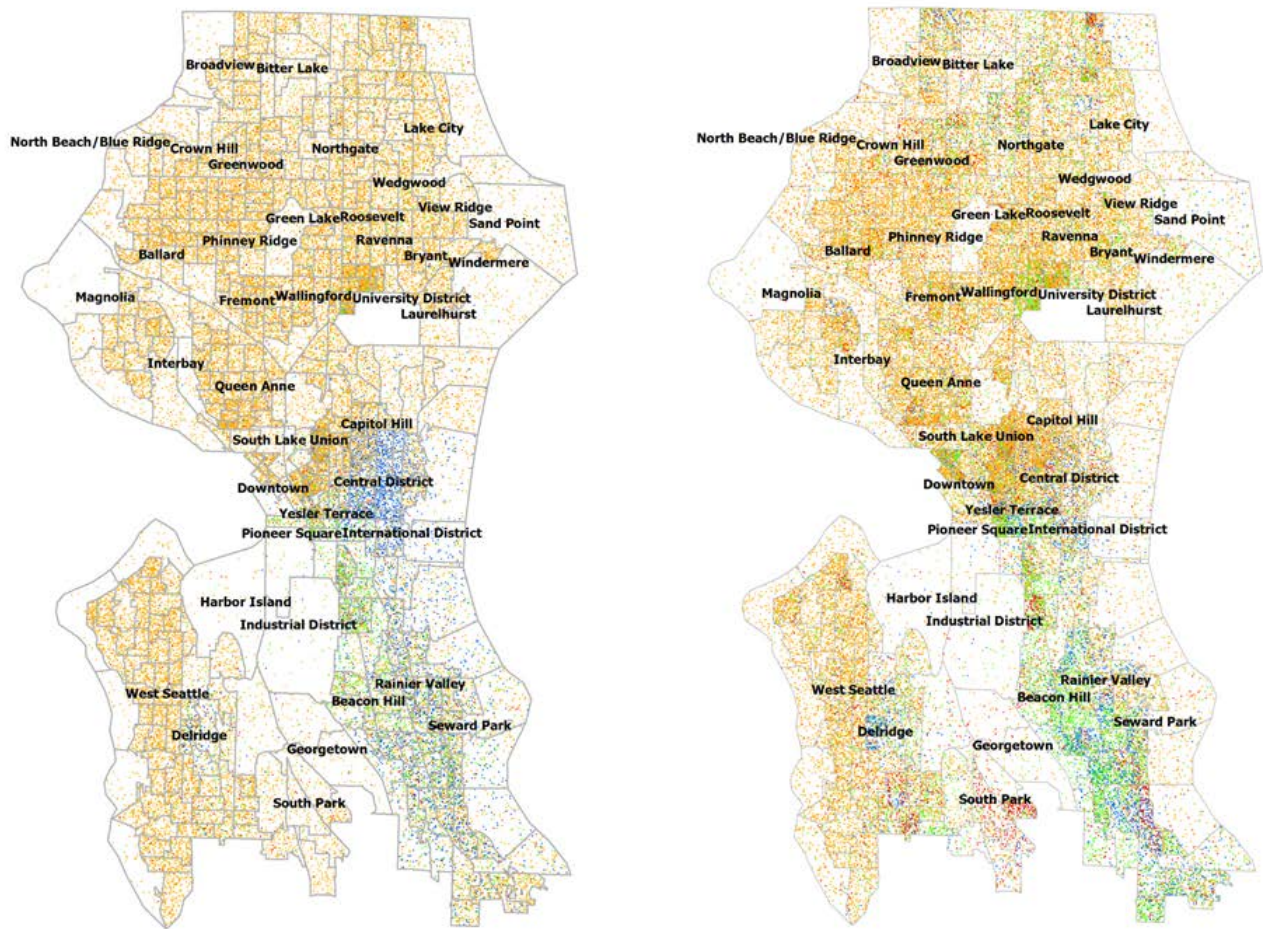 Broadview
Bitter Lake
Lake City
North Beach/Blue Ridge
Crown Hill
Northgate
Greenwood
Wedgwood
View Ridge
Green Lake
Roosevelt
Sand Point
Phinney Ridge
Ravenna
Ballard
Bryant
Windermere
Magnolia
Fremont
Wallingford
University District
Laurelhurst
Interbay
Queen Anne
Capitol Hill
South Lake Union
Central District
Downtown
Yesler Terrace
Pioneer Square
International District
Harbor Island
Industrial District
Rainier Valley
West Seattle
Beacon Hill
Seward Park
Delridge
Georgetown
South Park
Broadview
Bitter Lake
Lake City
North Beach/Blue Ridge
Crown Hill
Northgate
Greenwood
Wedgwood
View Ridge
Green Lake
Roosevelt
Sand Point
Phinney Ridge
Ravenna
Ballard
Bryant
Windermere
Magnolia
Fremont
Wallingford
University District
Laurelhurst
Interbay
Queen Anne
Capitol Hill
South Lake Union
Central District
Downtown
Yesler Terrace
Pioneer Square
International District
Harbor Island
Industrial District
Rainier Valley
West Seattle
Beacon Hill
Seward Park
Delridge
Georgetown
South Park